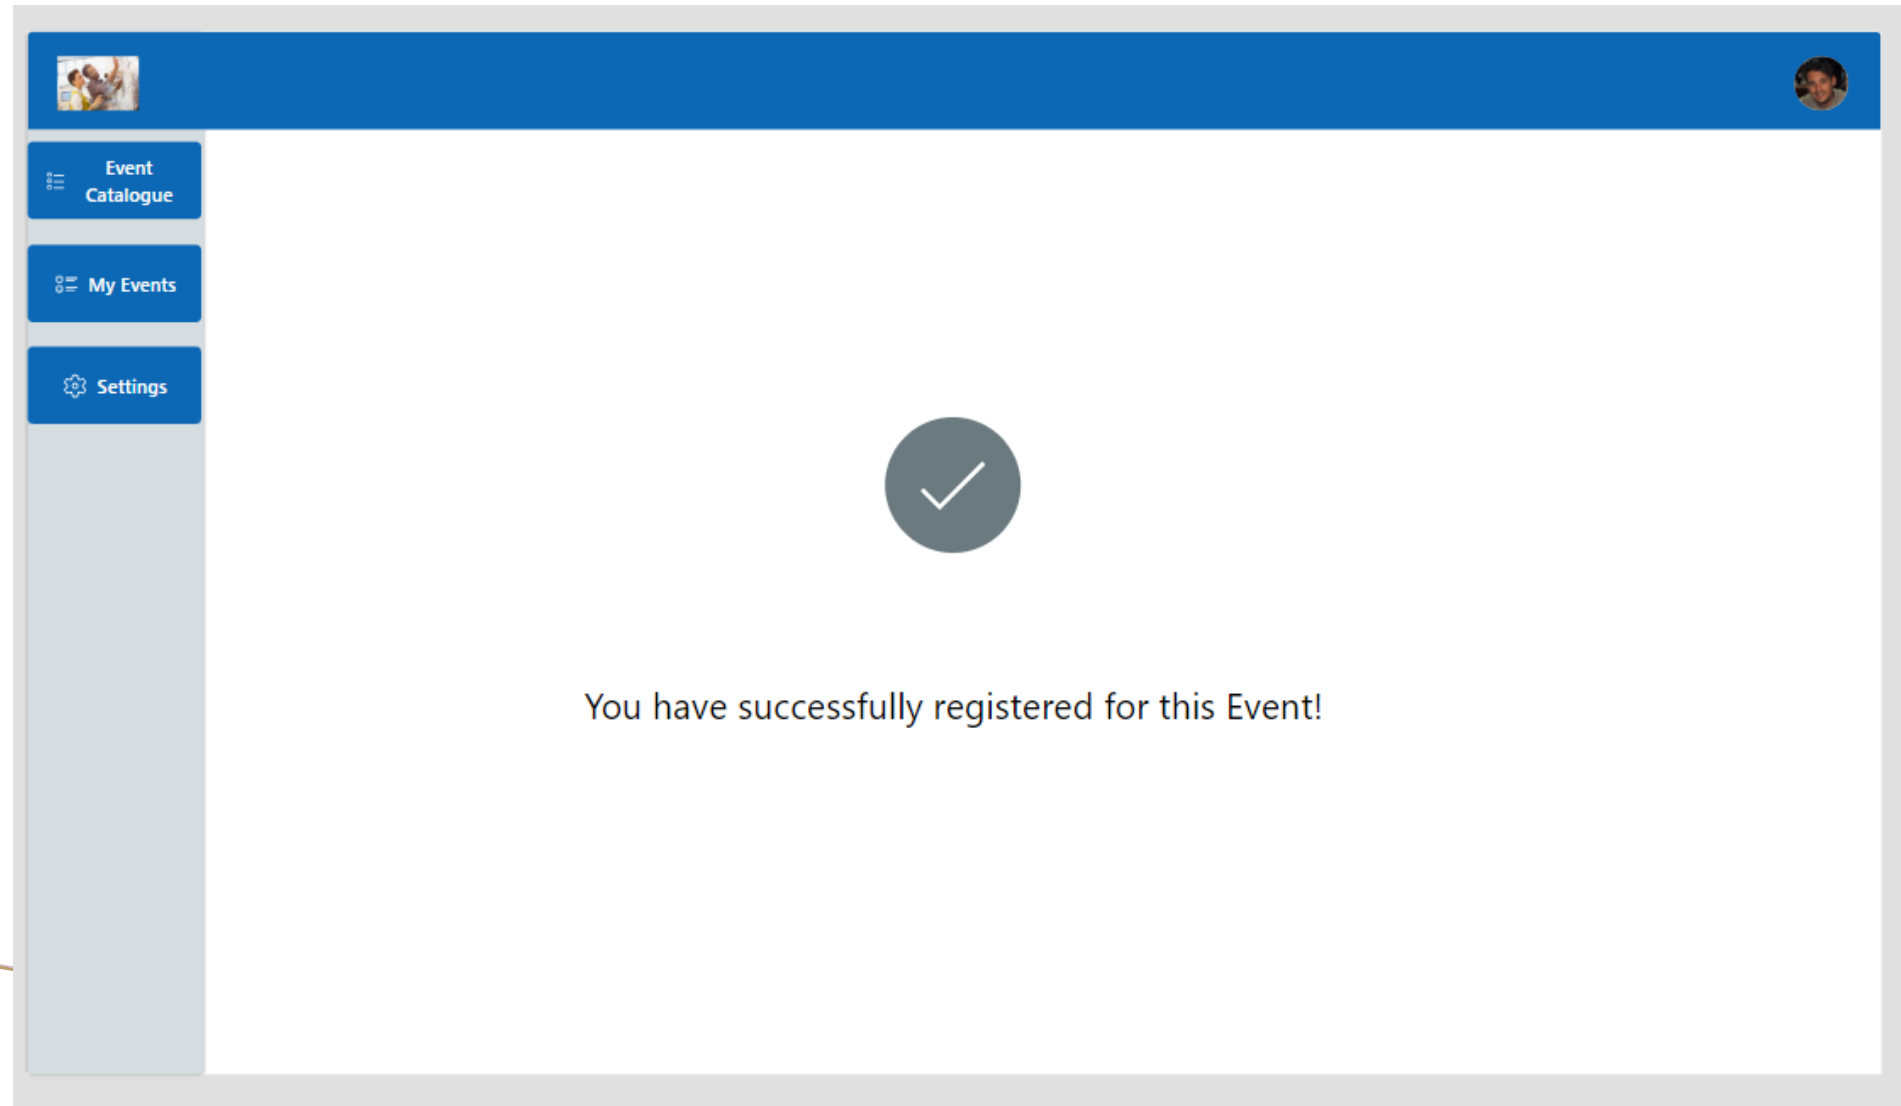 Event
Catalogue
My Events
Settings
You have successfully registered for this Event!